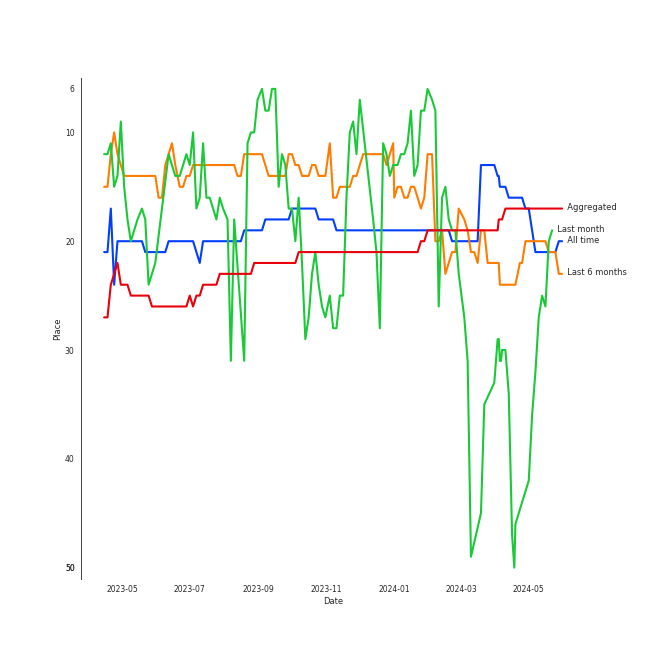 6
10
20
30
40
50
Place
Aggregated
Last month
All time
Last 6 months
2023-05
2023-07
2023-09
2023-11
2024-01
2024-03
2024-05
Date